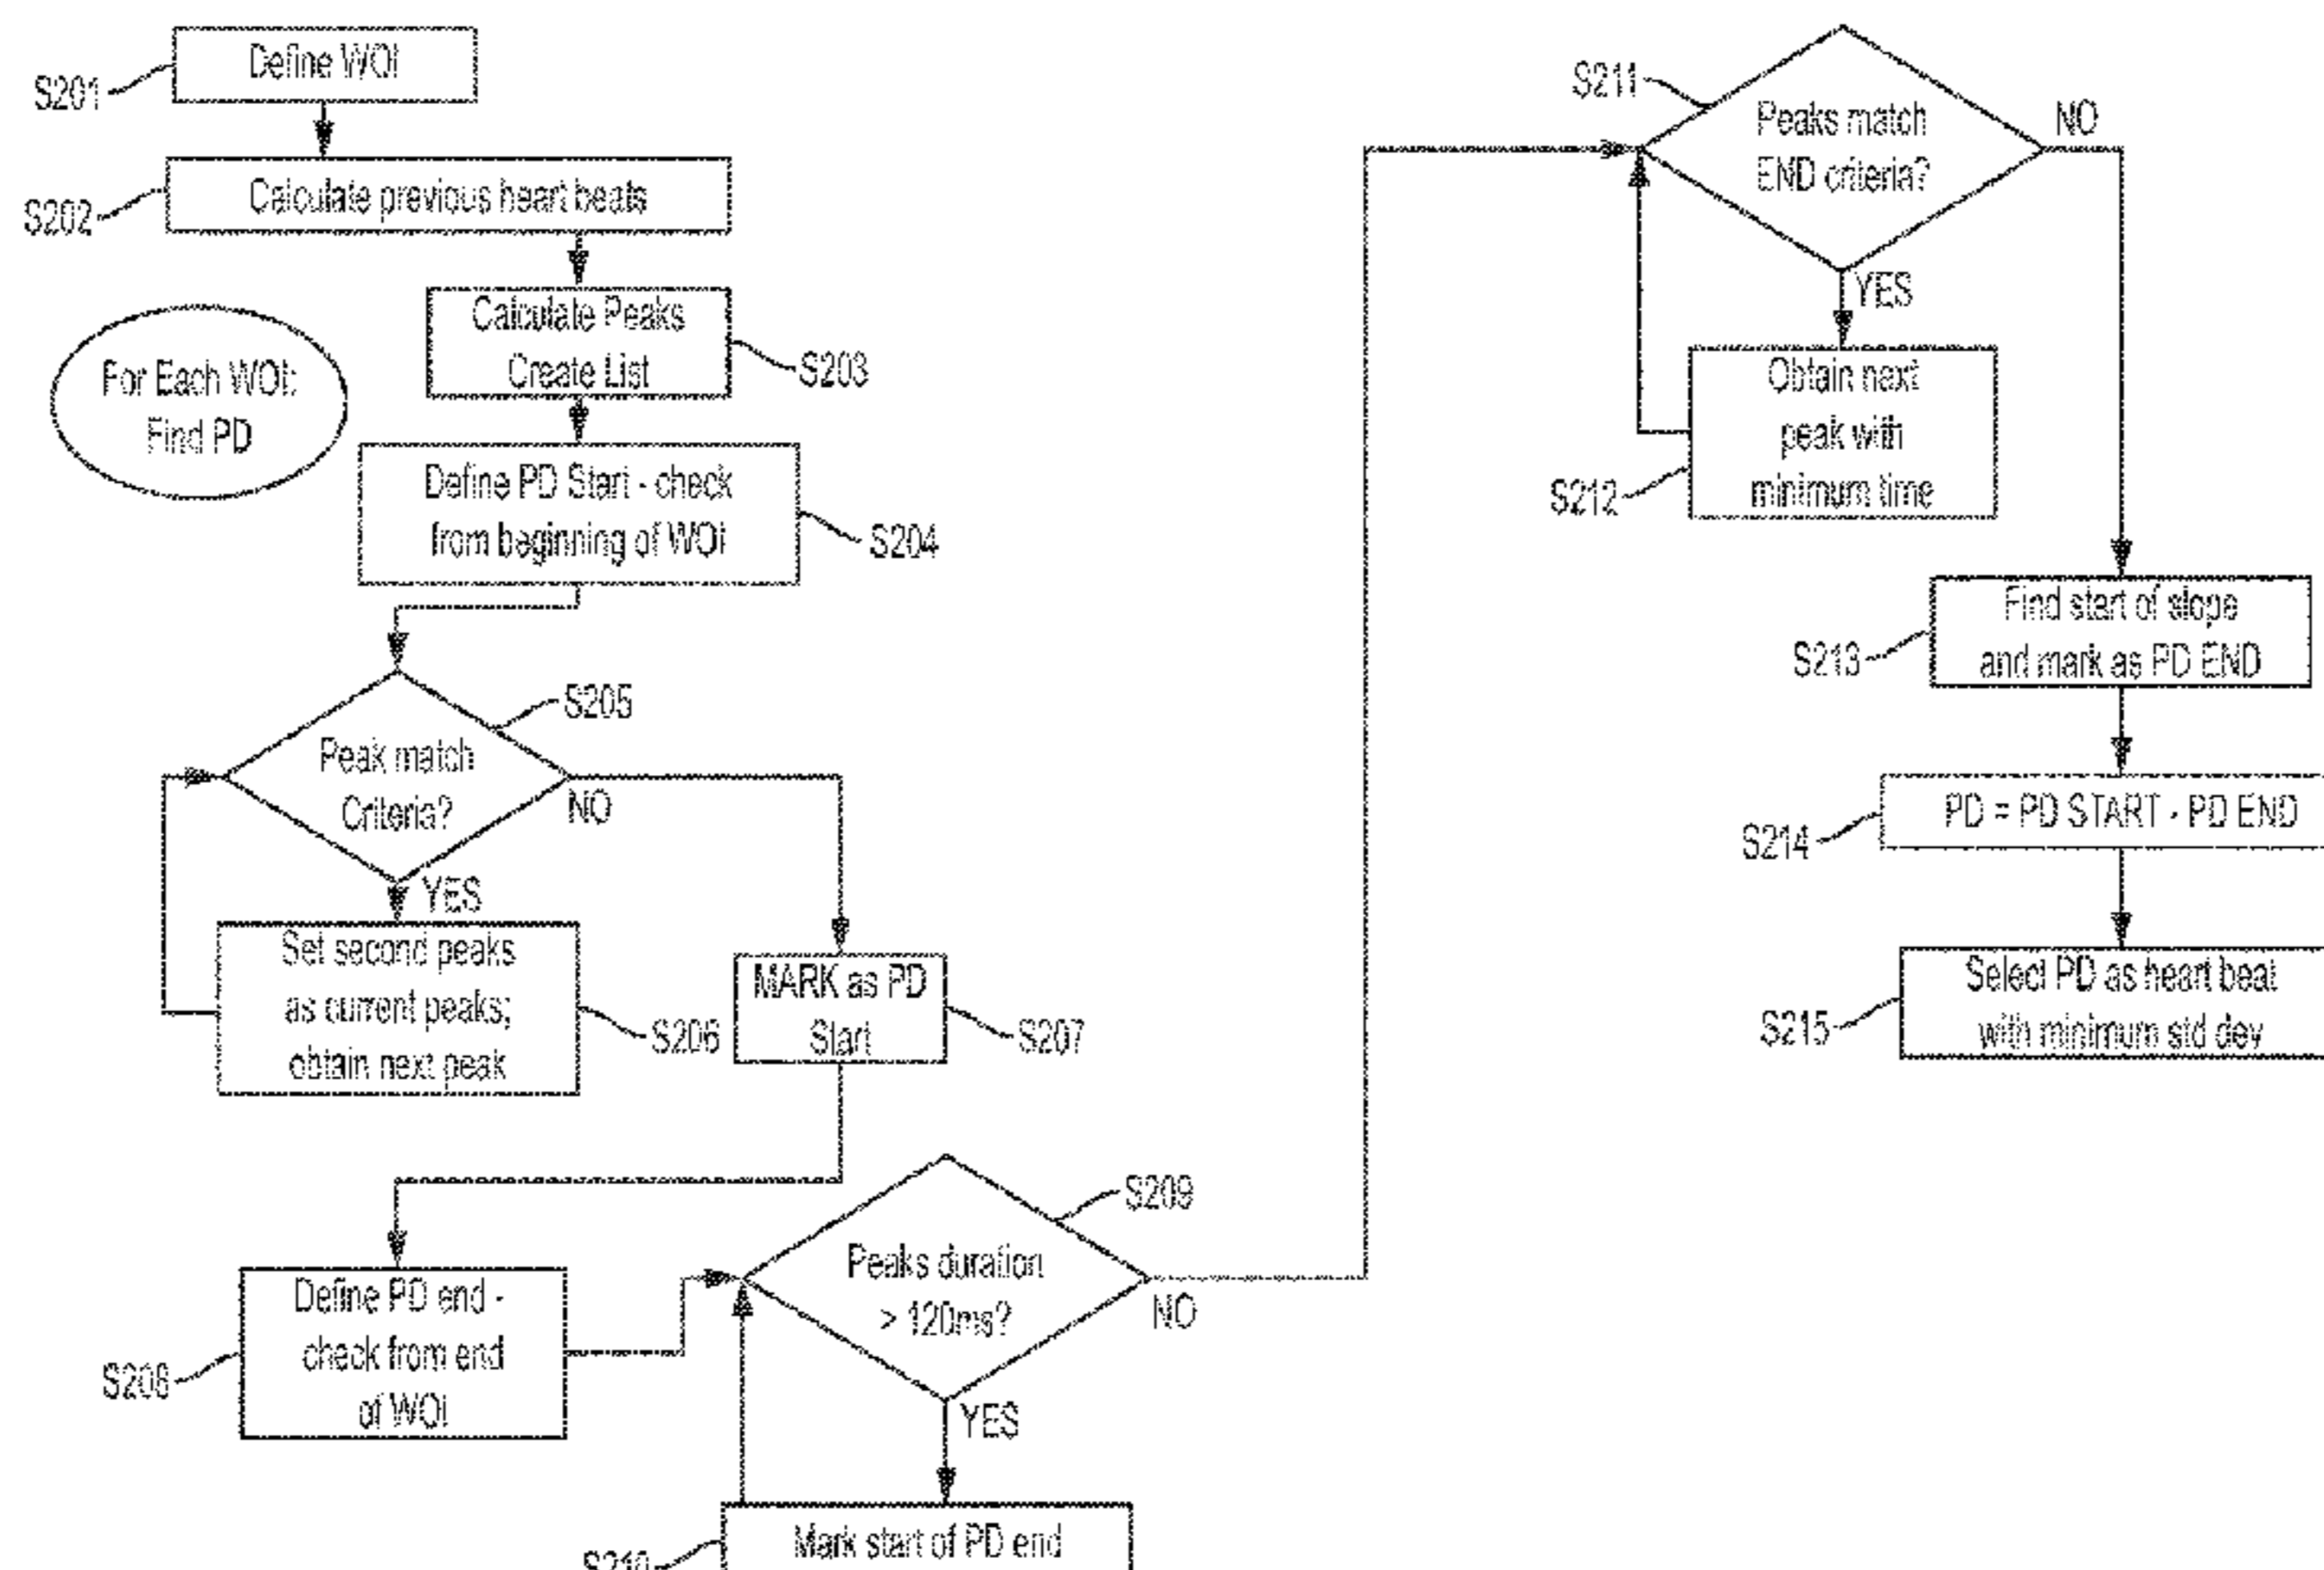 Define WOI
S201
Calculate previous heart beats
S202
Calculate Peaks
Create List
S203
For Each WOI:
Find PD
Define PD Start - check
from beginning of WOI
S204
S205
Peak match
Criteria?
NO
YES
Set second peaks
as current peaks;
obtain next peak
S206
MARK as PD
Start
S207
Define PD end -
check from end
of WOI
S208
S209
Peaks duration
> 120ms?
NO
YES
Mark start of PD end
S210
S211
Peaks match
END criteria?
NO
YES
Obtain next
peak with
minimum time
S212
Find start of slope
and mark as PD END
S213
PD = PD START - PD END
S214
Select PD as heart beat
with minimum std dev
S215